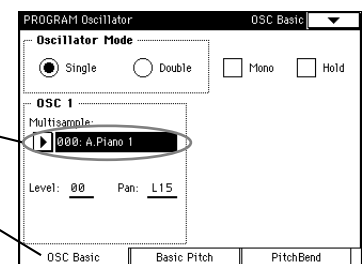 PROGRAM Oscillator OSC Basic
Oscillator Mode
Single Double Mono Hold
OSC 1
Multisample:
000: A.Piano 1
Level: 00 Pan: L15
OSC Basic Basic Pitch PitchBend